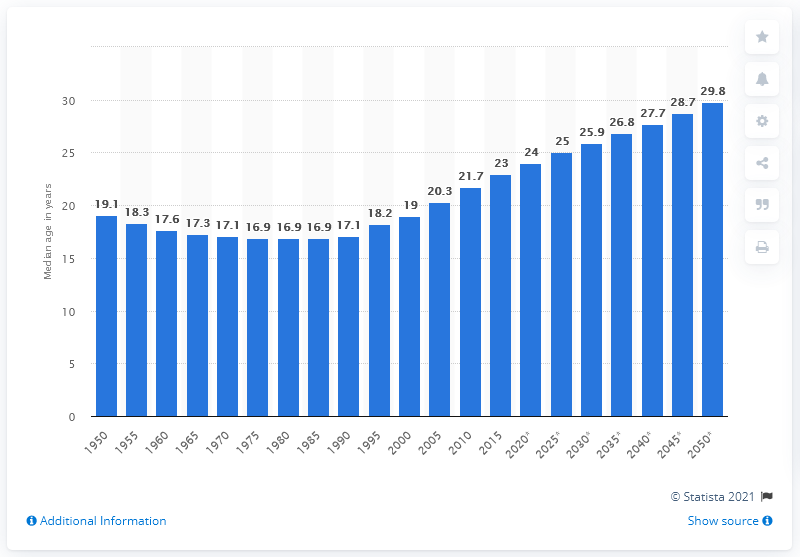 Median age in years
30
25
20
15
10
5
0
19.1 18.3 17.6 17.3 17.1 16.9 16.9 16.9 17.1 18.2 19 20.3 21.7 23 24 25 25.9 26.8 27.7 28.7 29.8
1950 1955 1960 1965 1970 1975 1980 1985 1990 1995 2000 2005 2010 2015 2020* 2025* 2030* 2035* 2040* 2045* 2050*
© Statista 2021
Additional Information
Show source